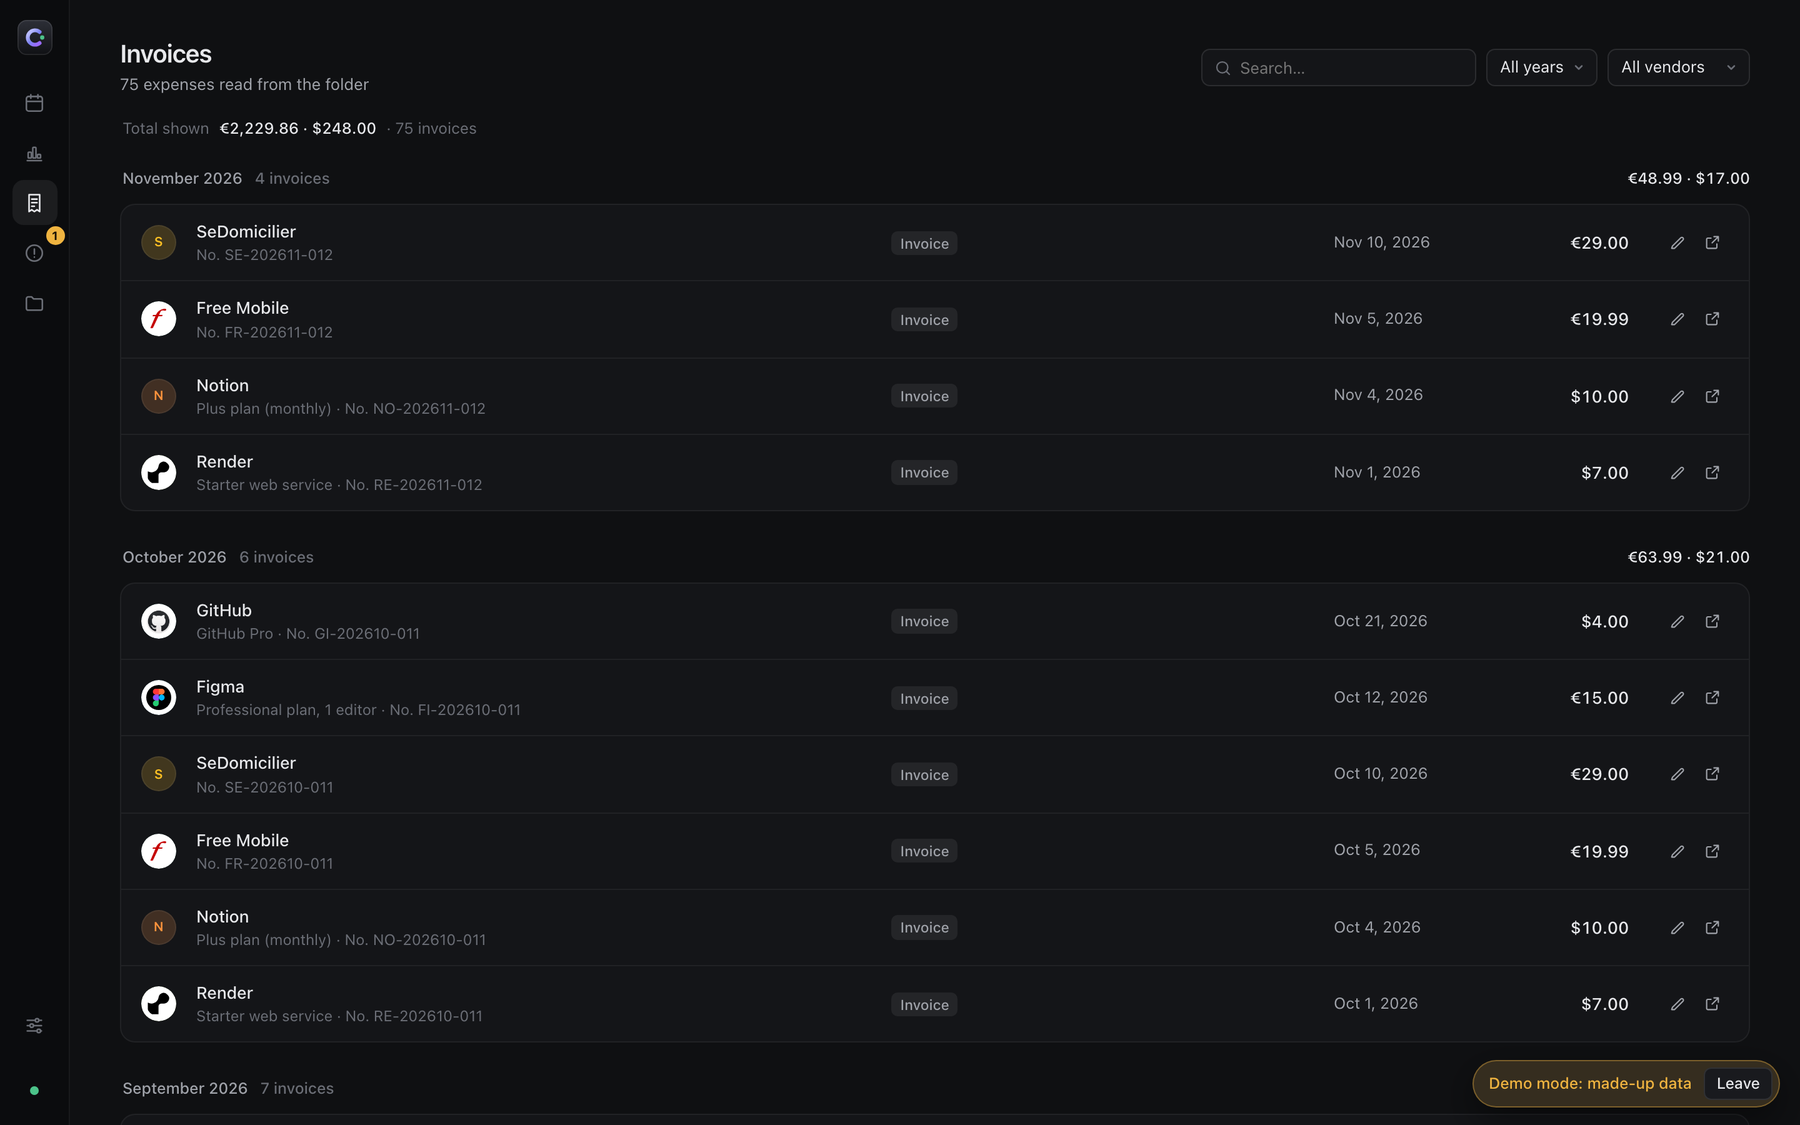 Invoices
75 expenses read from the folder
Search...
All years
All vendors
Total shown €2,229.86 · $248.00 · 75 invoices
November 2026 4 invoices €48.99 · $17.00
S
SeDomicilier
No. SE-202611-012
Invoice
Nov 10, 2026
€29.00
1
Free Mobile
No. FR-202611-012
Invoice
Nov 5, 2026
€19.99
N
Notion
Plus plan (monthly) · No. NO-202611-012
Invoice
Nov 4, 2026
$10.00
Render
Starter web service · No. RE-202611-012
Invoice
Nov 1, 2026
$7.00
October 2026 6 invoices €63.99 · $21.00
GitHub
GitHub Pro · No. GI-202610-011
Invoice
Oct 21, 2026
$4.00
Figma
Professional plan, 1 editor · No. FI-202610-011
Invoice
Oct 12, 2026
€15.00
S
SeDomicilier
No. SE-202610-011
Invoice
Oct 10, 2026
€29.00
Free Mobile
No. FR-202610-011
Invoice
Oct 5, 2026
€19.99
N
Notion
Plus plan (monthly) · No. NO-202610-011
Invoice
Oct 4, 2026
$10.00
Render
Starter web service · No. RE-202610-011
Invoice
Oct 1, 2026
$7.00
September 2026 7 invoices
Demo mode: made-up data
Leave